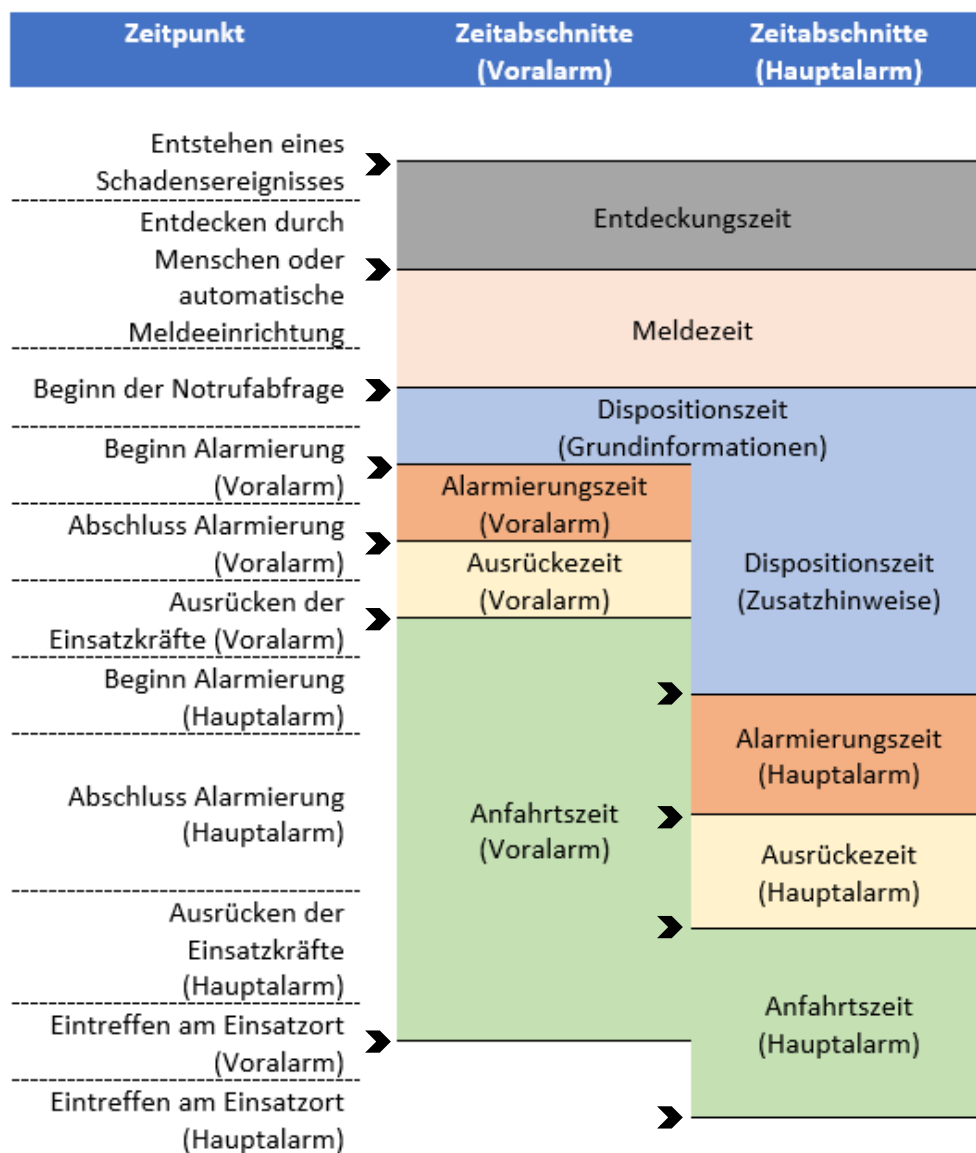 Zeitpunkt
Zeitabschnitte
(Voralarm)
Zeitabschnitte
(Hauptalarm)
Entstehen eines
Schadensereignisses
Entdecken durch
Menschen oder
automatische
Meldeeinrichtung
Beginn der Notrufabfrage
Beginn Alarmierung
(Voralarm)
Abschluss Alarmierung
(Voralarm)
Ausrücken der
Einsatzkräfte (Voralarm)
Beginn Alarmierung
(Hauptalarm)
Abschluss Alarmierung
(Hauptalarm)
Ausrücken der
Einsatzkräfte
(Hauptalarm)
Eintreffen am Einsatzort
(Voralarm)
Eintreffen am Einsatzort
(Hauptalarm)
Entdeckungszeit
Meldezeit
Dispositionszeit
(Grundinformationen)
Alarmierungszeit
(Voralarm)
Ausrückezeit
(Voralarm)
Anfahrtszeit
(Voralarm)
Dispositionszeit
(Zusatzhinweise)
Alarmierungszeit
(Hauptalarm)
Ausrückezeit
(Hauptalarm)
Anfahrtszeit
(Hauptalarm)